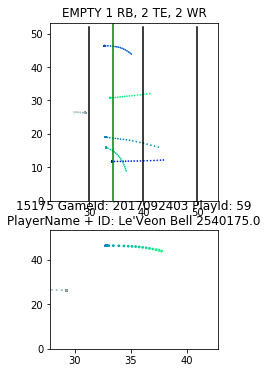 EMPTY 1 RB, 2 TE, 2 WR
50
40
30
20
10
0
30 40 50
15175 GameId: 2017092403 PlayId: 59
PlayerName + ID: Le'Veon Bell 2540175.0
40
20
0
30 35 40